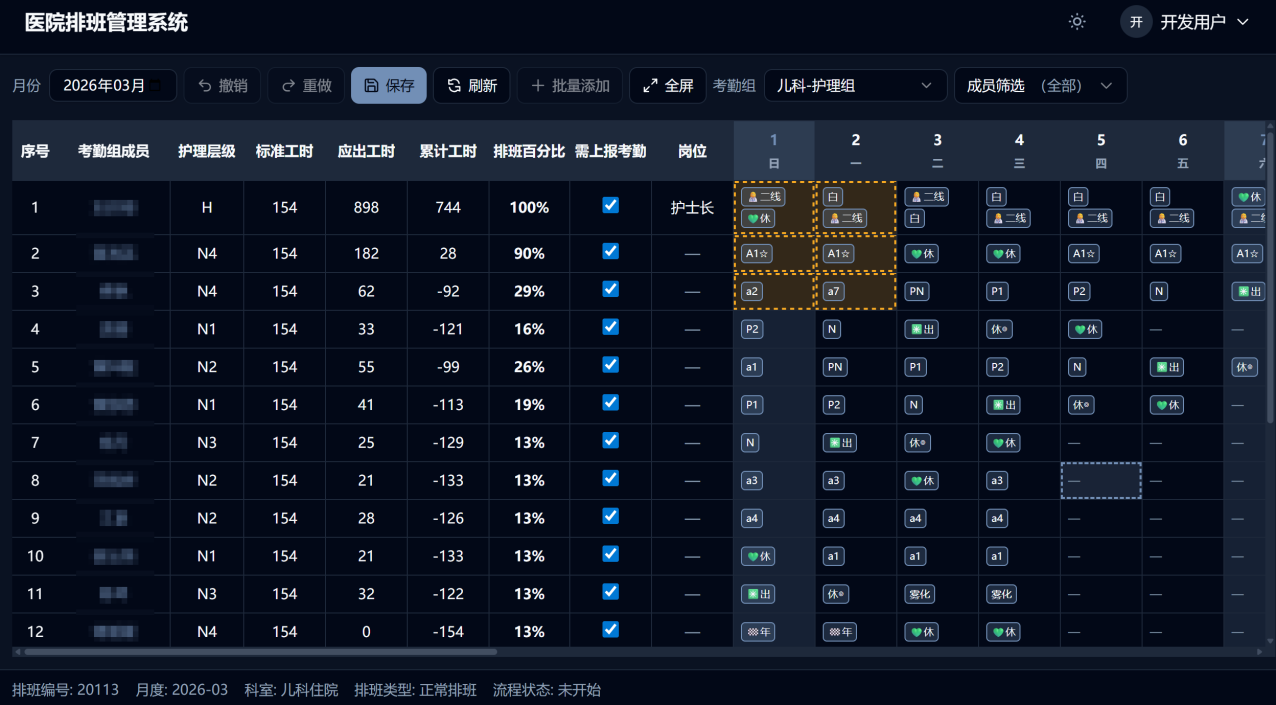 医院排班管理系统
开 开发用户
月份 2026年03月 撤销 重做 保存 刷新 批量添加 全屏 考勤组 儿科-护理组 成员筛选 （全部）
序号 考勤组成员 护理层级 标准工时 应出工时 累计工时 排班百分比 需上报考勤 岗位 1 2 3 4 5 6 7
日 一 二 三 四 五 六
1 H 154 898 744 100% 护士长 二线 白 二线 白 白 白 休
休 二线 白 二线 二线 二线 二线
2 N4 154 182 28 90% — A1☆ A1☆ 休 休 A1☆ A1☆ A1☆
3 N4 154 62 -92 29% — a2 a7 PN P1 P2 N 出
4 N1 154 33 -121 16% — P2 N 出 休 休 — —
5 N2 154 55 -99 26% — a1 PN P1 P2 N 出 休
6 N1 154 41 -113 19% — P1 P2 N 出 休 休 —
7 N3 154 25 -129 13% — N 出 休 休 — — —
8 N2 154 21 -133 13% — a3 a3 休 a3 — — —
9 N2 154 28 -126 13% — a4 a4 a4 a4 — — —
10 N1 154 21 -133 13% — 休 a1 a1 a1 — — —
11 N3 154 32 -122 13% — 出 休 雾化 雾化 — — —
12 N4 154 0 -154 13% — 年 年 休 休 — — —
排班编号: 20113 月度: 2026-03 科室: 儿科住院 排班类型: 正常排班 流程状态: 未开始